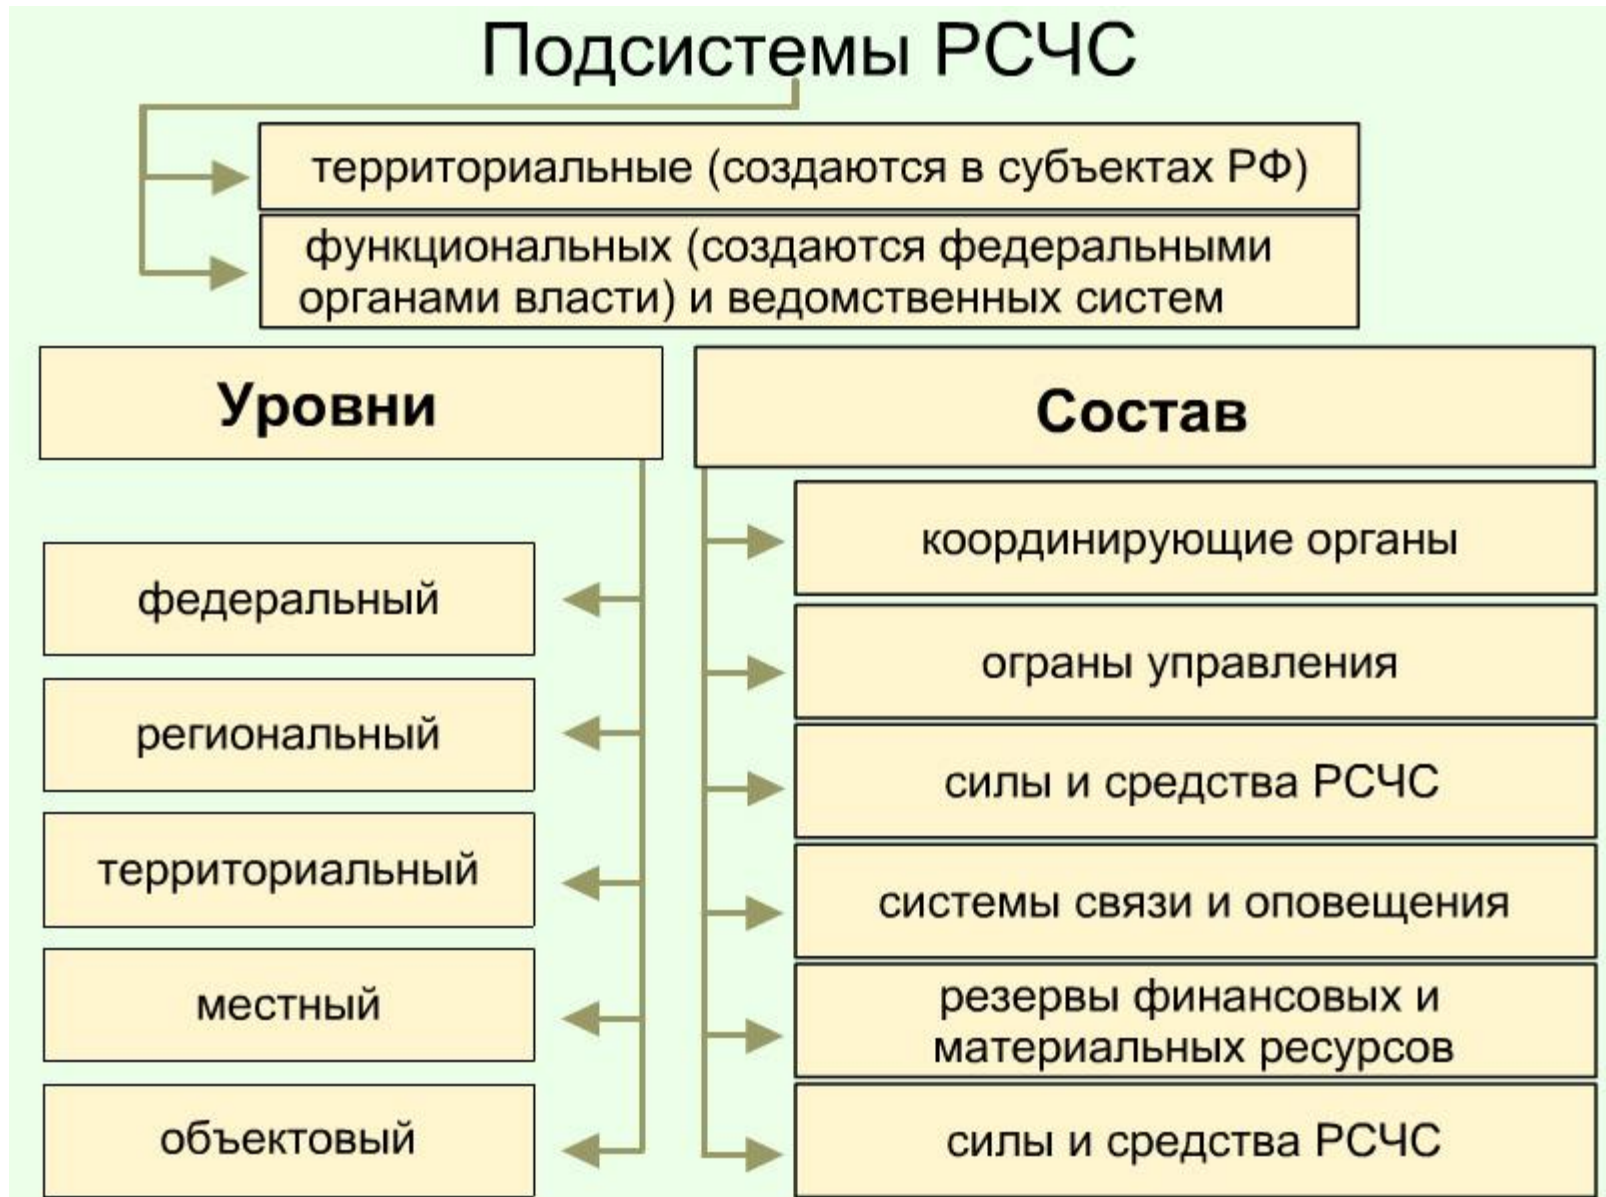 Подсистемы РСЧС
территориальные (создаются в субъектах РФ)
функциональных (создаются федеральными
органами власти) и ведомственных систем
Уровни
федеральный
региональный
территориальный
местный
объектовый
Состав
координирующие органы
ограны управления
силы и средства РСЧС
системы связи и оповещения
резервы финансовых и
материальных ресурсов
силы и средства РСЧС